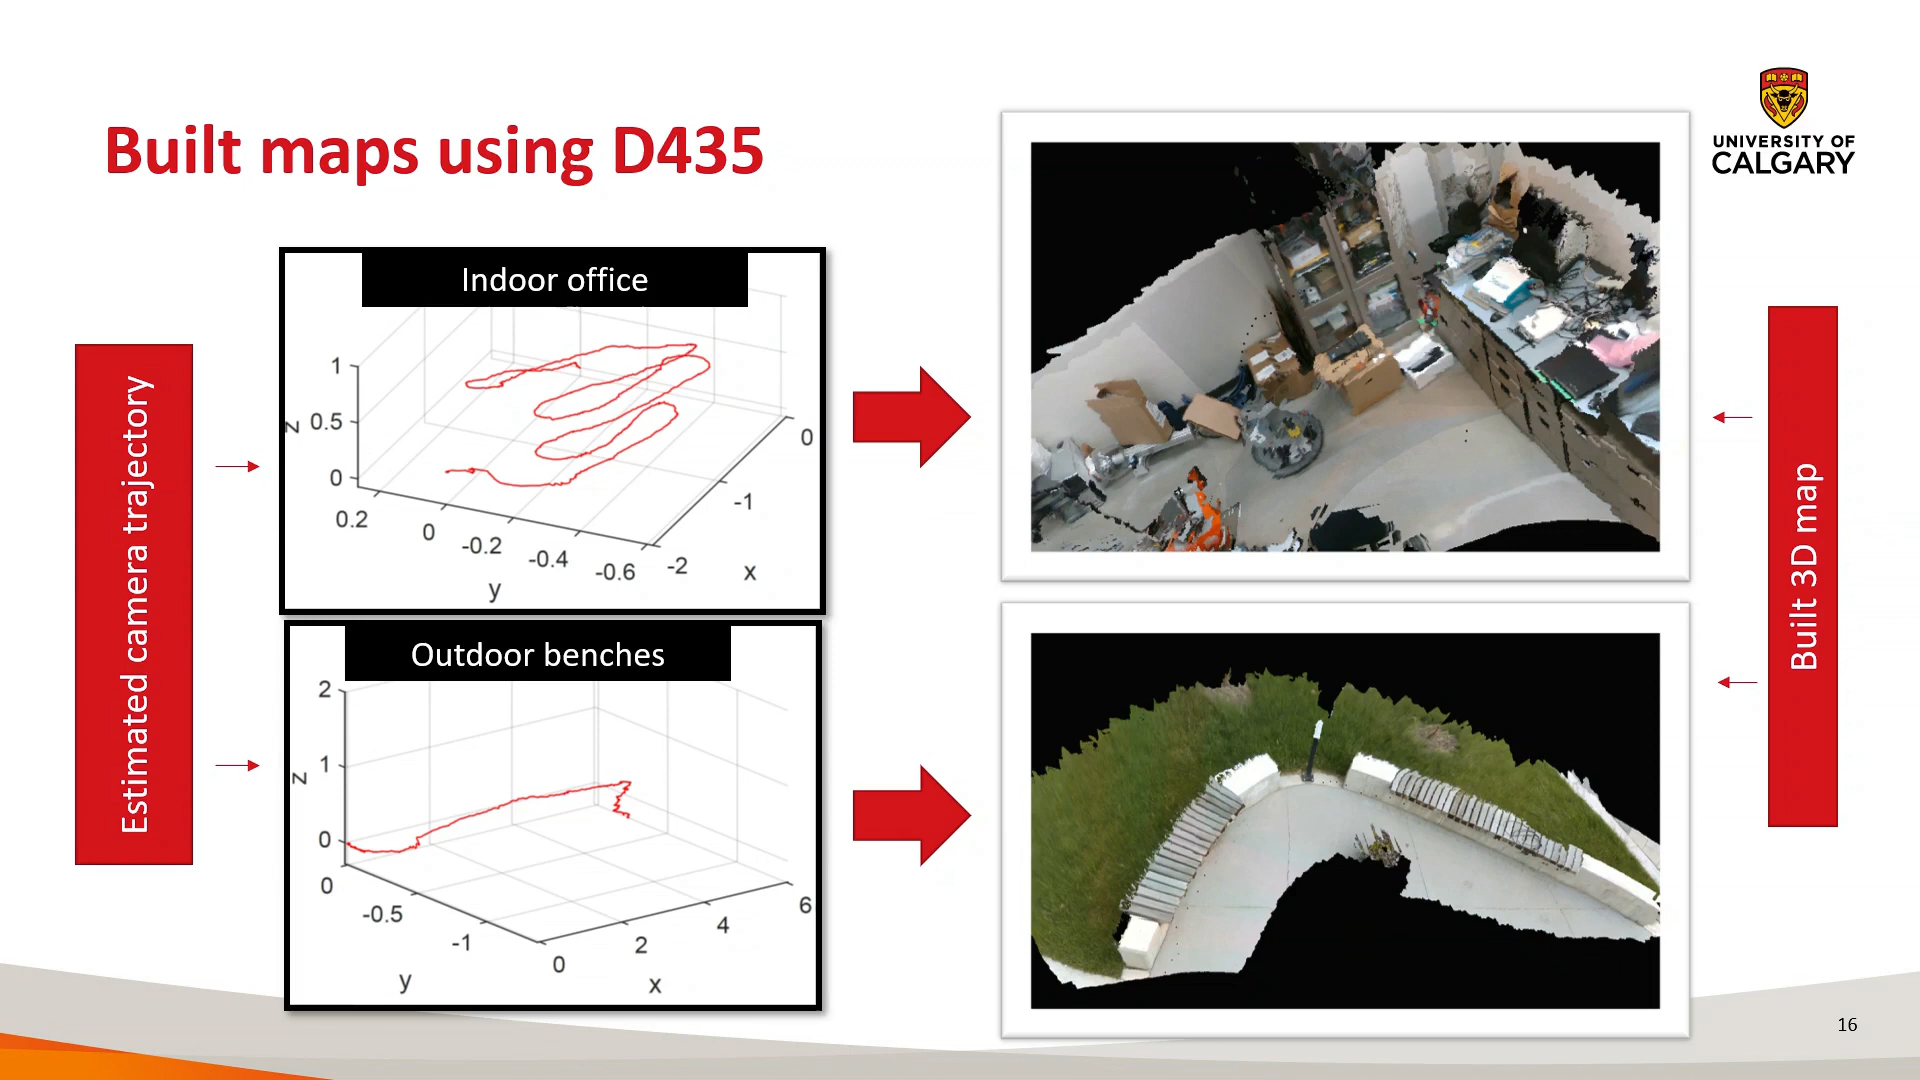 Built maps using D435
UNIVERSITY OF
CALGARY
Estimated camera trajectory
Indoor office
1
0.5
0
z
0.2
0
-0.2
-0.4
-0.6
y
-2
-1
0
x
Outdoor benches
2
1
0
z
0
-0.5
-1
y
0
2
4
6
x
Built 3D map
16